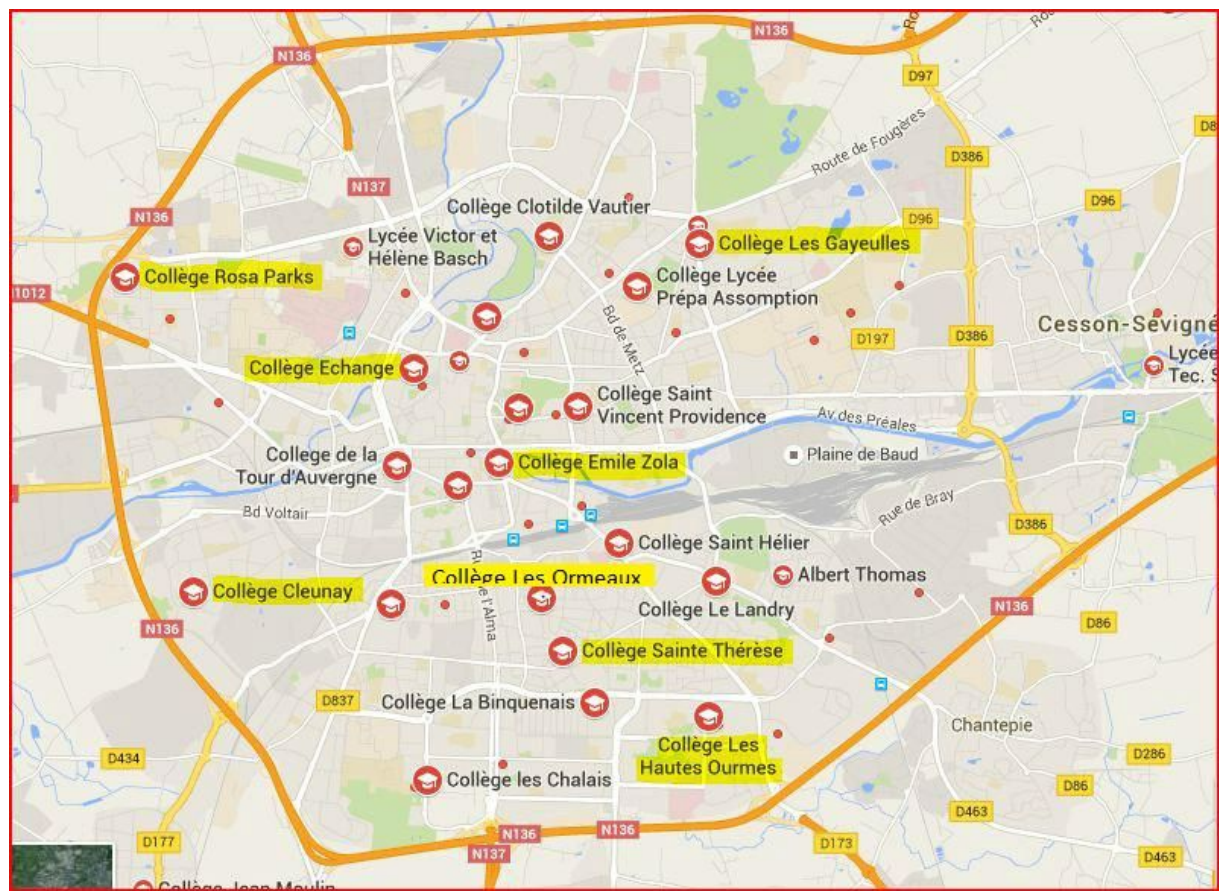 N136
N136
D97
Route de Fougères
D386
N137
D96
N136
Collège Clotilde Vautier
D96
Lycée Victor et
Hélène Basch
Collège Les Gayeulles
Collège Rosa Parks
Collège Lycée
Prépa Assomption
Bd de Metz
Cesson-Sévigné
D197
D386
Lycée
Collège Echange
Collège Saint
Vincent Providence
Av des Préales
College de la
Tour d'Auvergne
Collège Emile Zola
Plaine de Baud
Bd Voltair
Rue de Bray
D386
Collège Saint Hélier
Collège Les Ormeaux
Albert Thomas
Collège Cleunay
Collège Le Landry
N136
D86
N136
Collège Sainte Thérèse
D837
Collège La Binquenais
Chantepie
Collège Les
Hautes Ourmes
D434
D286
Collège les Chalais
D86
D463
N136
N136
D177
N137
D173
D463
Collège Jean Moulin